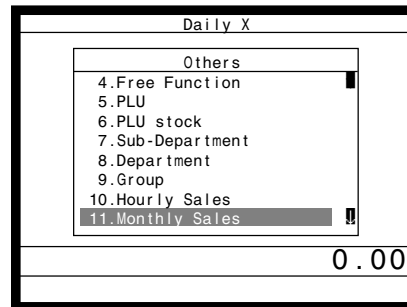 Daily X
Others
4.Free Function
5.PLU
6.PLU stock
7.Sub-Department
8.Department
9.Group
10.Hourly Sales
11.Monthly Sales
0.00